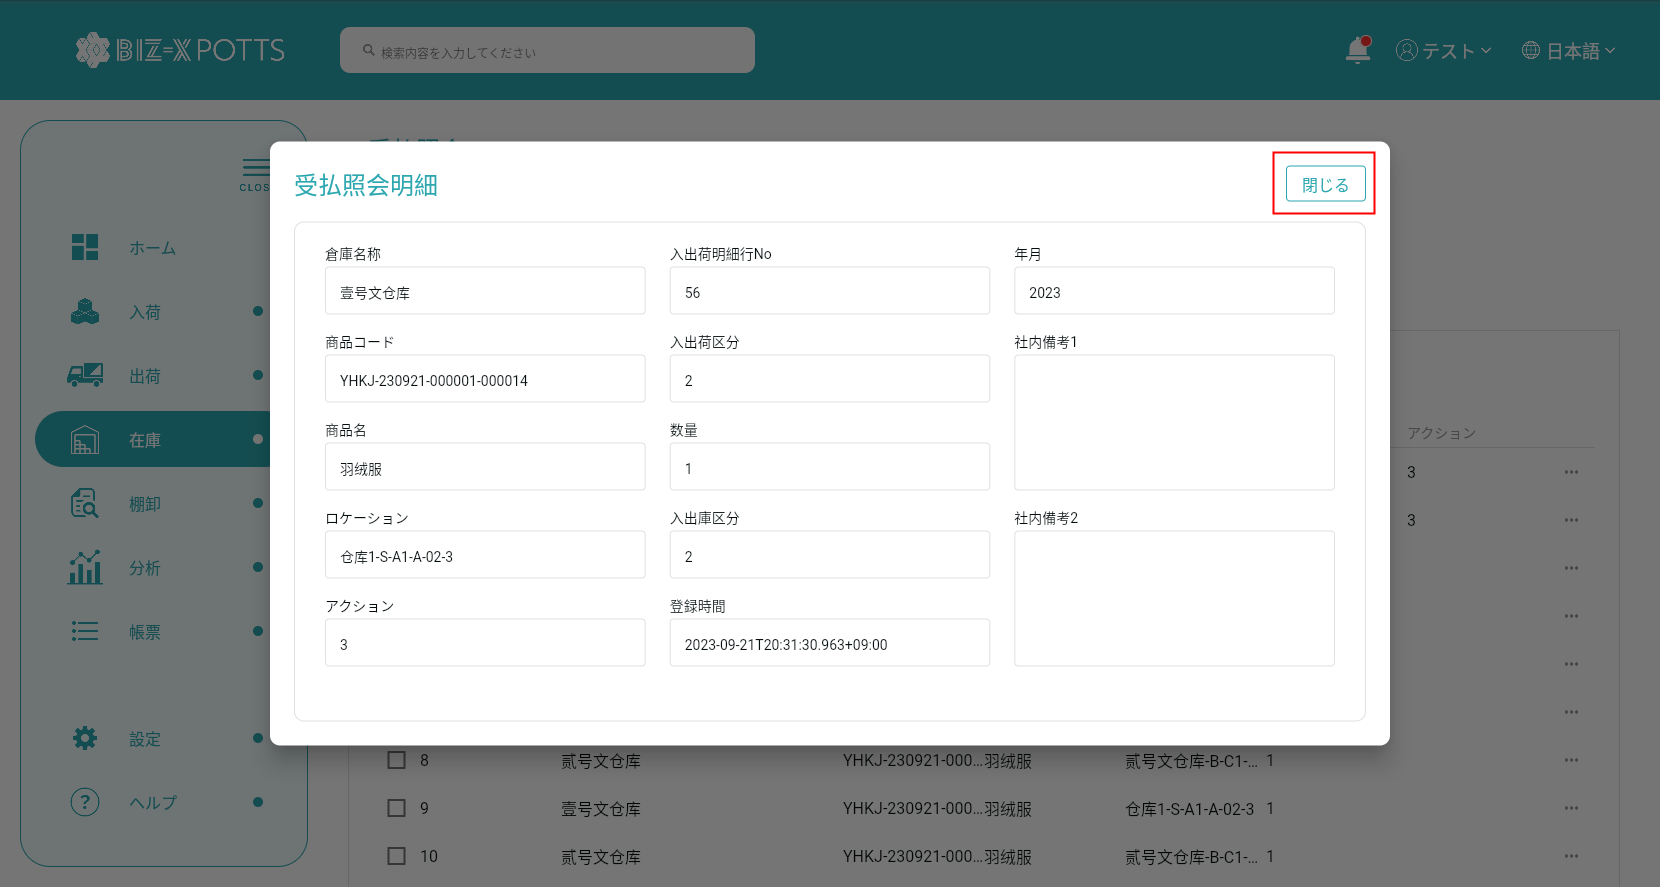 BIZ=X POTTS
検索内容を入力してください
テスト
日本語
CLOS
ホーム
入荷
出荷
在庫
棚卸
分析
帳票
設定
ヘルプ
受払照会明細
閉じる
倉庫名称
入出荷明細行No
年月
壹号文仓库
56
2023
商品コード
入出荷区分
社内備考1
YHKJ-230921-000001-000014
2
商品名
数量
羽绒服
1
ロケーション
入出庫区分
社内備考2
仓库1-S-A1-A-02-3
2
アクション
登録時間
3
2023-09-21T20:31:30.963+09:00
アクション
3
...
3
...
...
...
...
...
8 贰号文仓库 YHKJ-230921-000... 羽绒服 贰号文仓库-B-C1-... 1 ...
9 壹号文仓库 YHKJ-230921-000... 羽绒服 仓库1-S-A1-A-02-3 1 ...
10 贰号文仓库 YHKJ-230921-000... 羽绒服 贰号文仓库-B-C1-... 1 ...